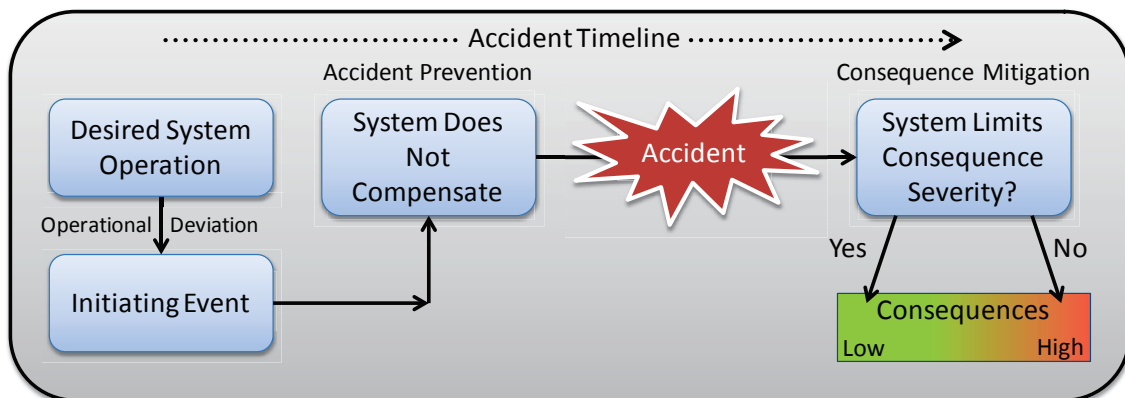 Accident Timeline
Accident Prevention
Consequence Mitigation
Desired System
Operation
System Does
Not
Compensate
Accident
System Limits
Consequence
Severity?
Operational Deviation
Yes
No
Initiating Event
Consequences
Low
High